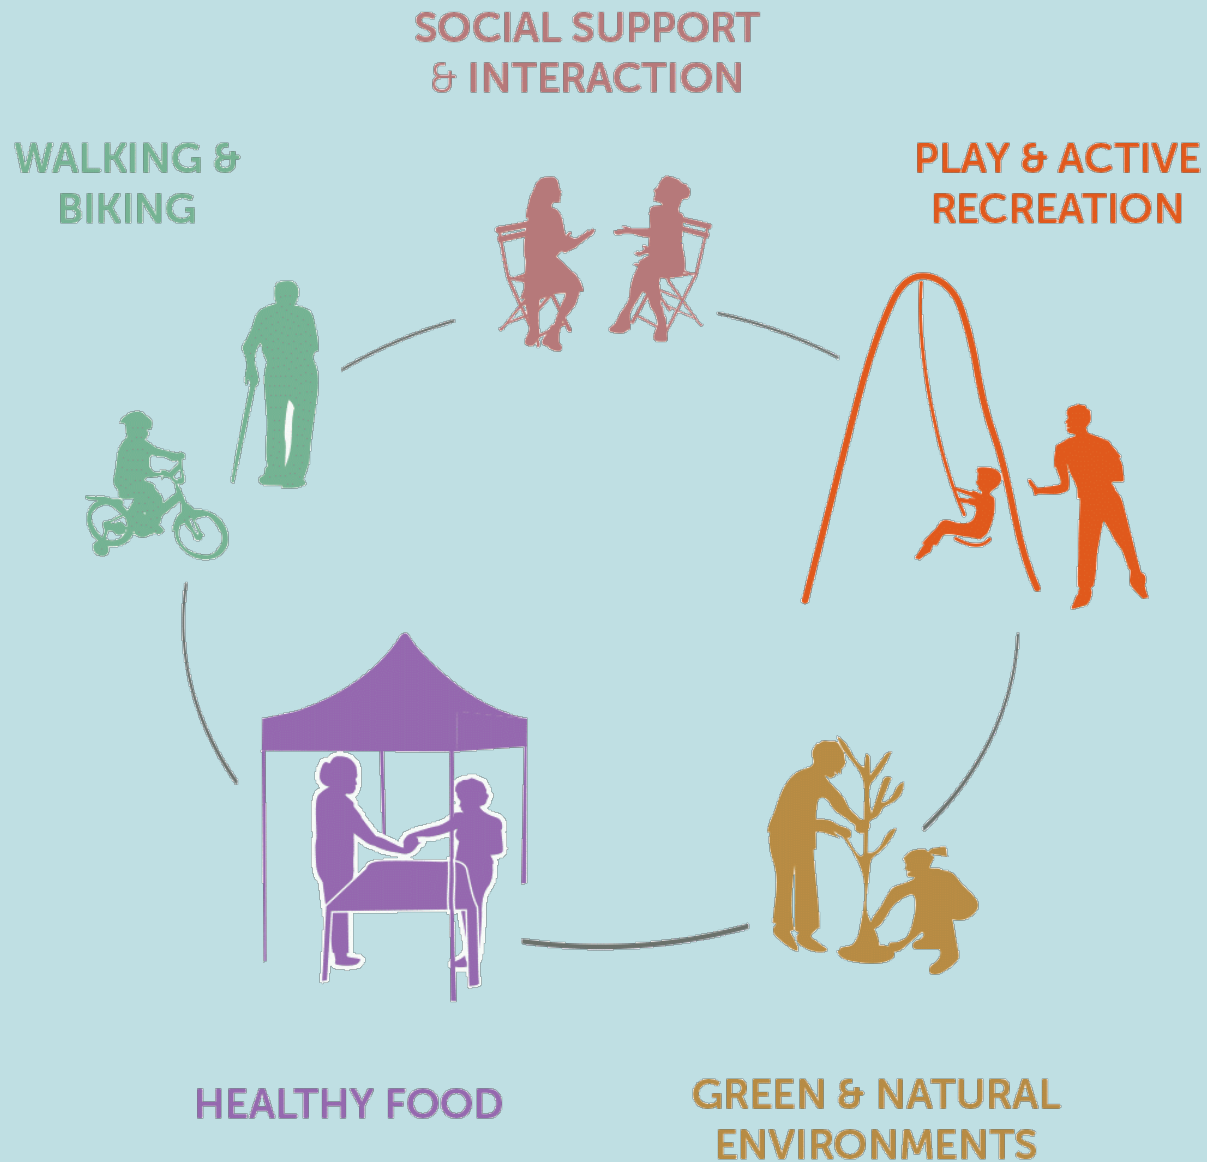 SOCIAL SUPPORT
& INTERACTION
WALKING &
BIKING
PLAY & ACTIVE
RECREATION
HEALTHY FOOD
GREEN & NATURAL
ENVIRONMENTS